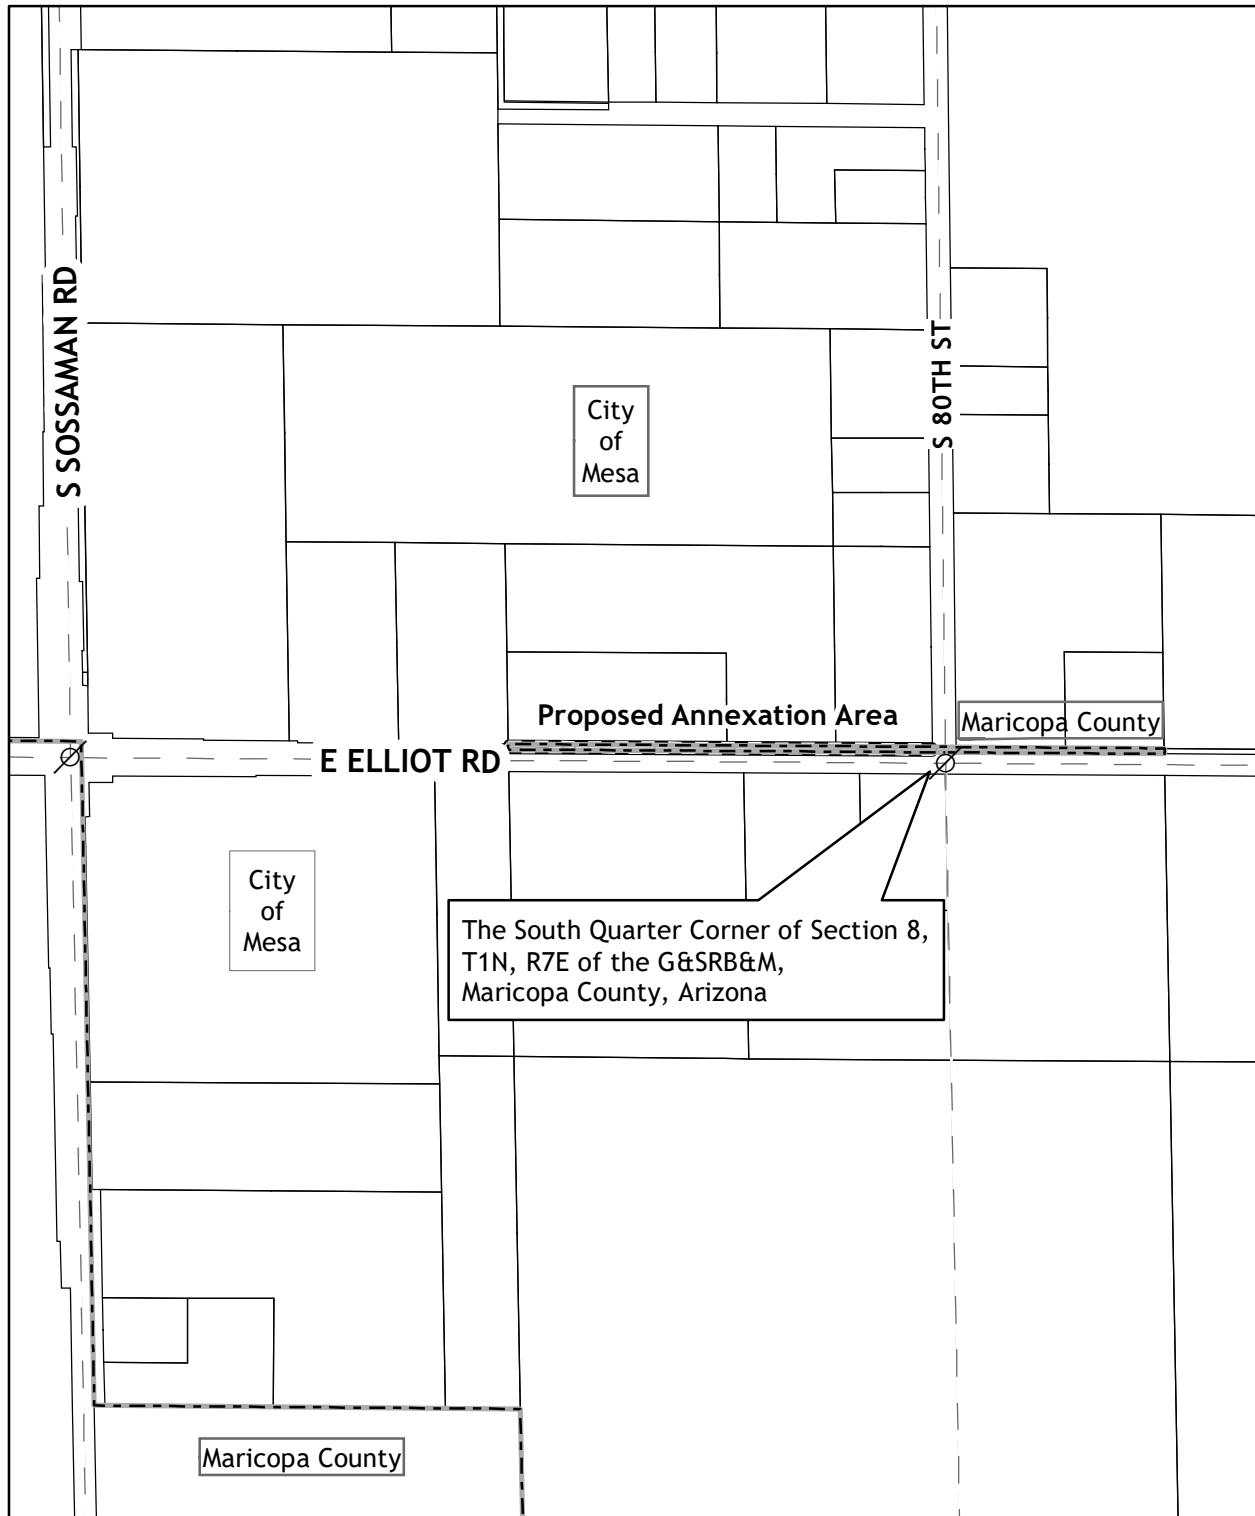 S SOSSAMAN RD
S 80TH ST
City
of
Mesa
Proposed Annexation Area
Maricopa County
E ELLIOT RD
City
of
Mesa
The South Quarter Corner of Section 8,
T1N, R7E of the G&SRB&M,
Maricopa County, Arizona
Maricopa County